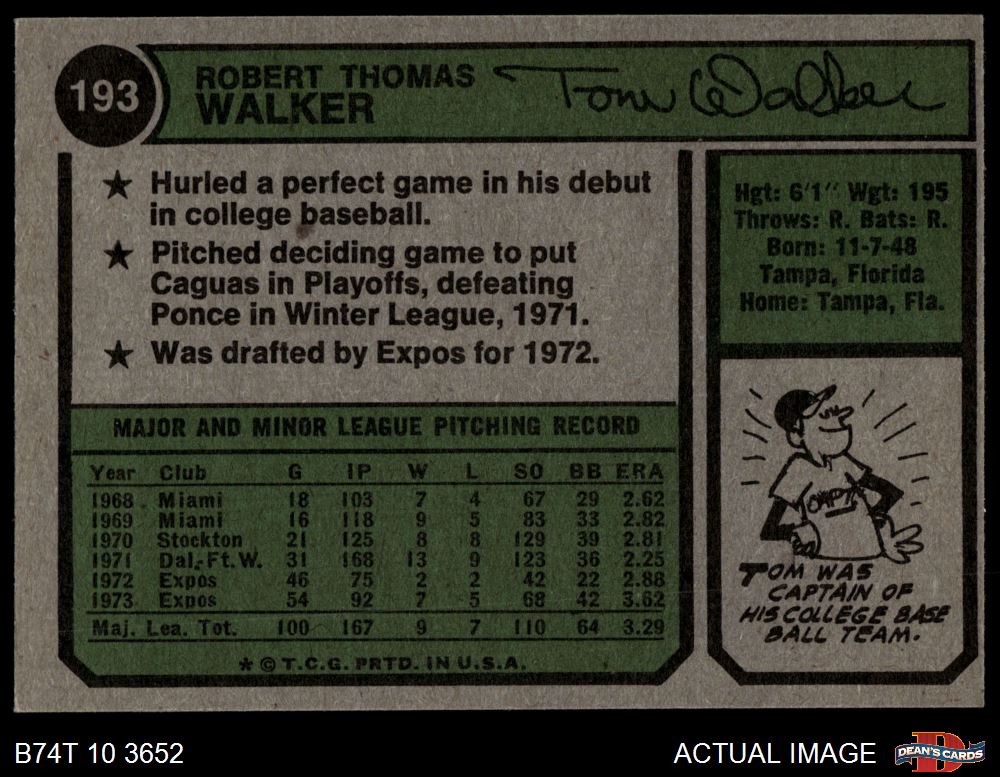 193
ROBERT THOMAS
WALKER
Tom Walker
★ Hurled a perfect game in his debut
in college baseball.
★ Pitched deciding game to put
Caguas in Playoffs, defeating
Ponce in Winter League, 1971.
★ Was drafted by Expos for 1972.
Hgt: 6'1" Wgt: 195
Throws: R. Bats: R.
Born: 11-7-48
Tampa, Florida
Home: Tampa, Fla.
MAJOR AND MINOR LEAGUE PITCHING RECORD
Year Club G IP W L SO BB ERA
1968 Miami 18 103 7 4 67 29 2.62
1969 Miami 16 118 9 5 83 33 2.82
1970 Stockton 21 125 8 8 129 39 2.81
1971 Dal.-Ft.W. 31 168 13 9 123 36 2.25
1972 Expos 46 75 2 2 42 22 2.88
1973 Expos 54 92 7 5 68 42 3.62
Maj. Lea. Tot. 100 167 9 7 110 64 3.29
* © T.C.G. PRTD. IN U.S.A.
CAPT.
TOM WAS
CAPTAIN OF
HIS COLLEGE BASE
BALL TEAM.
B74T 10 3652
ACTUAL IMAGE
DEAN'S CARDS